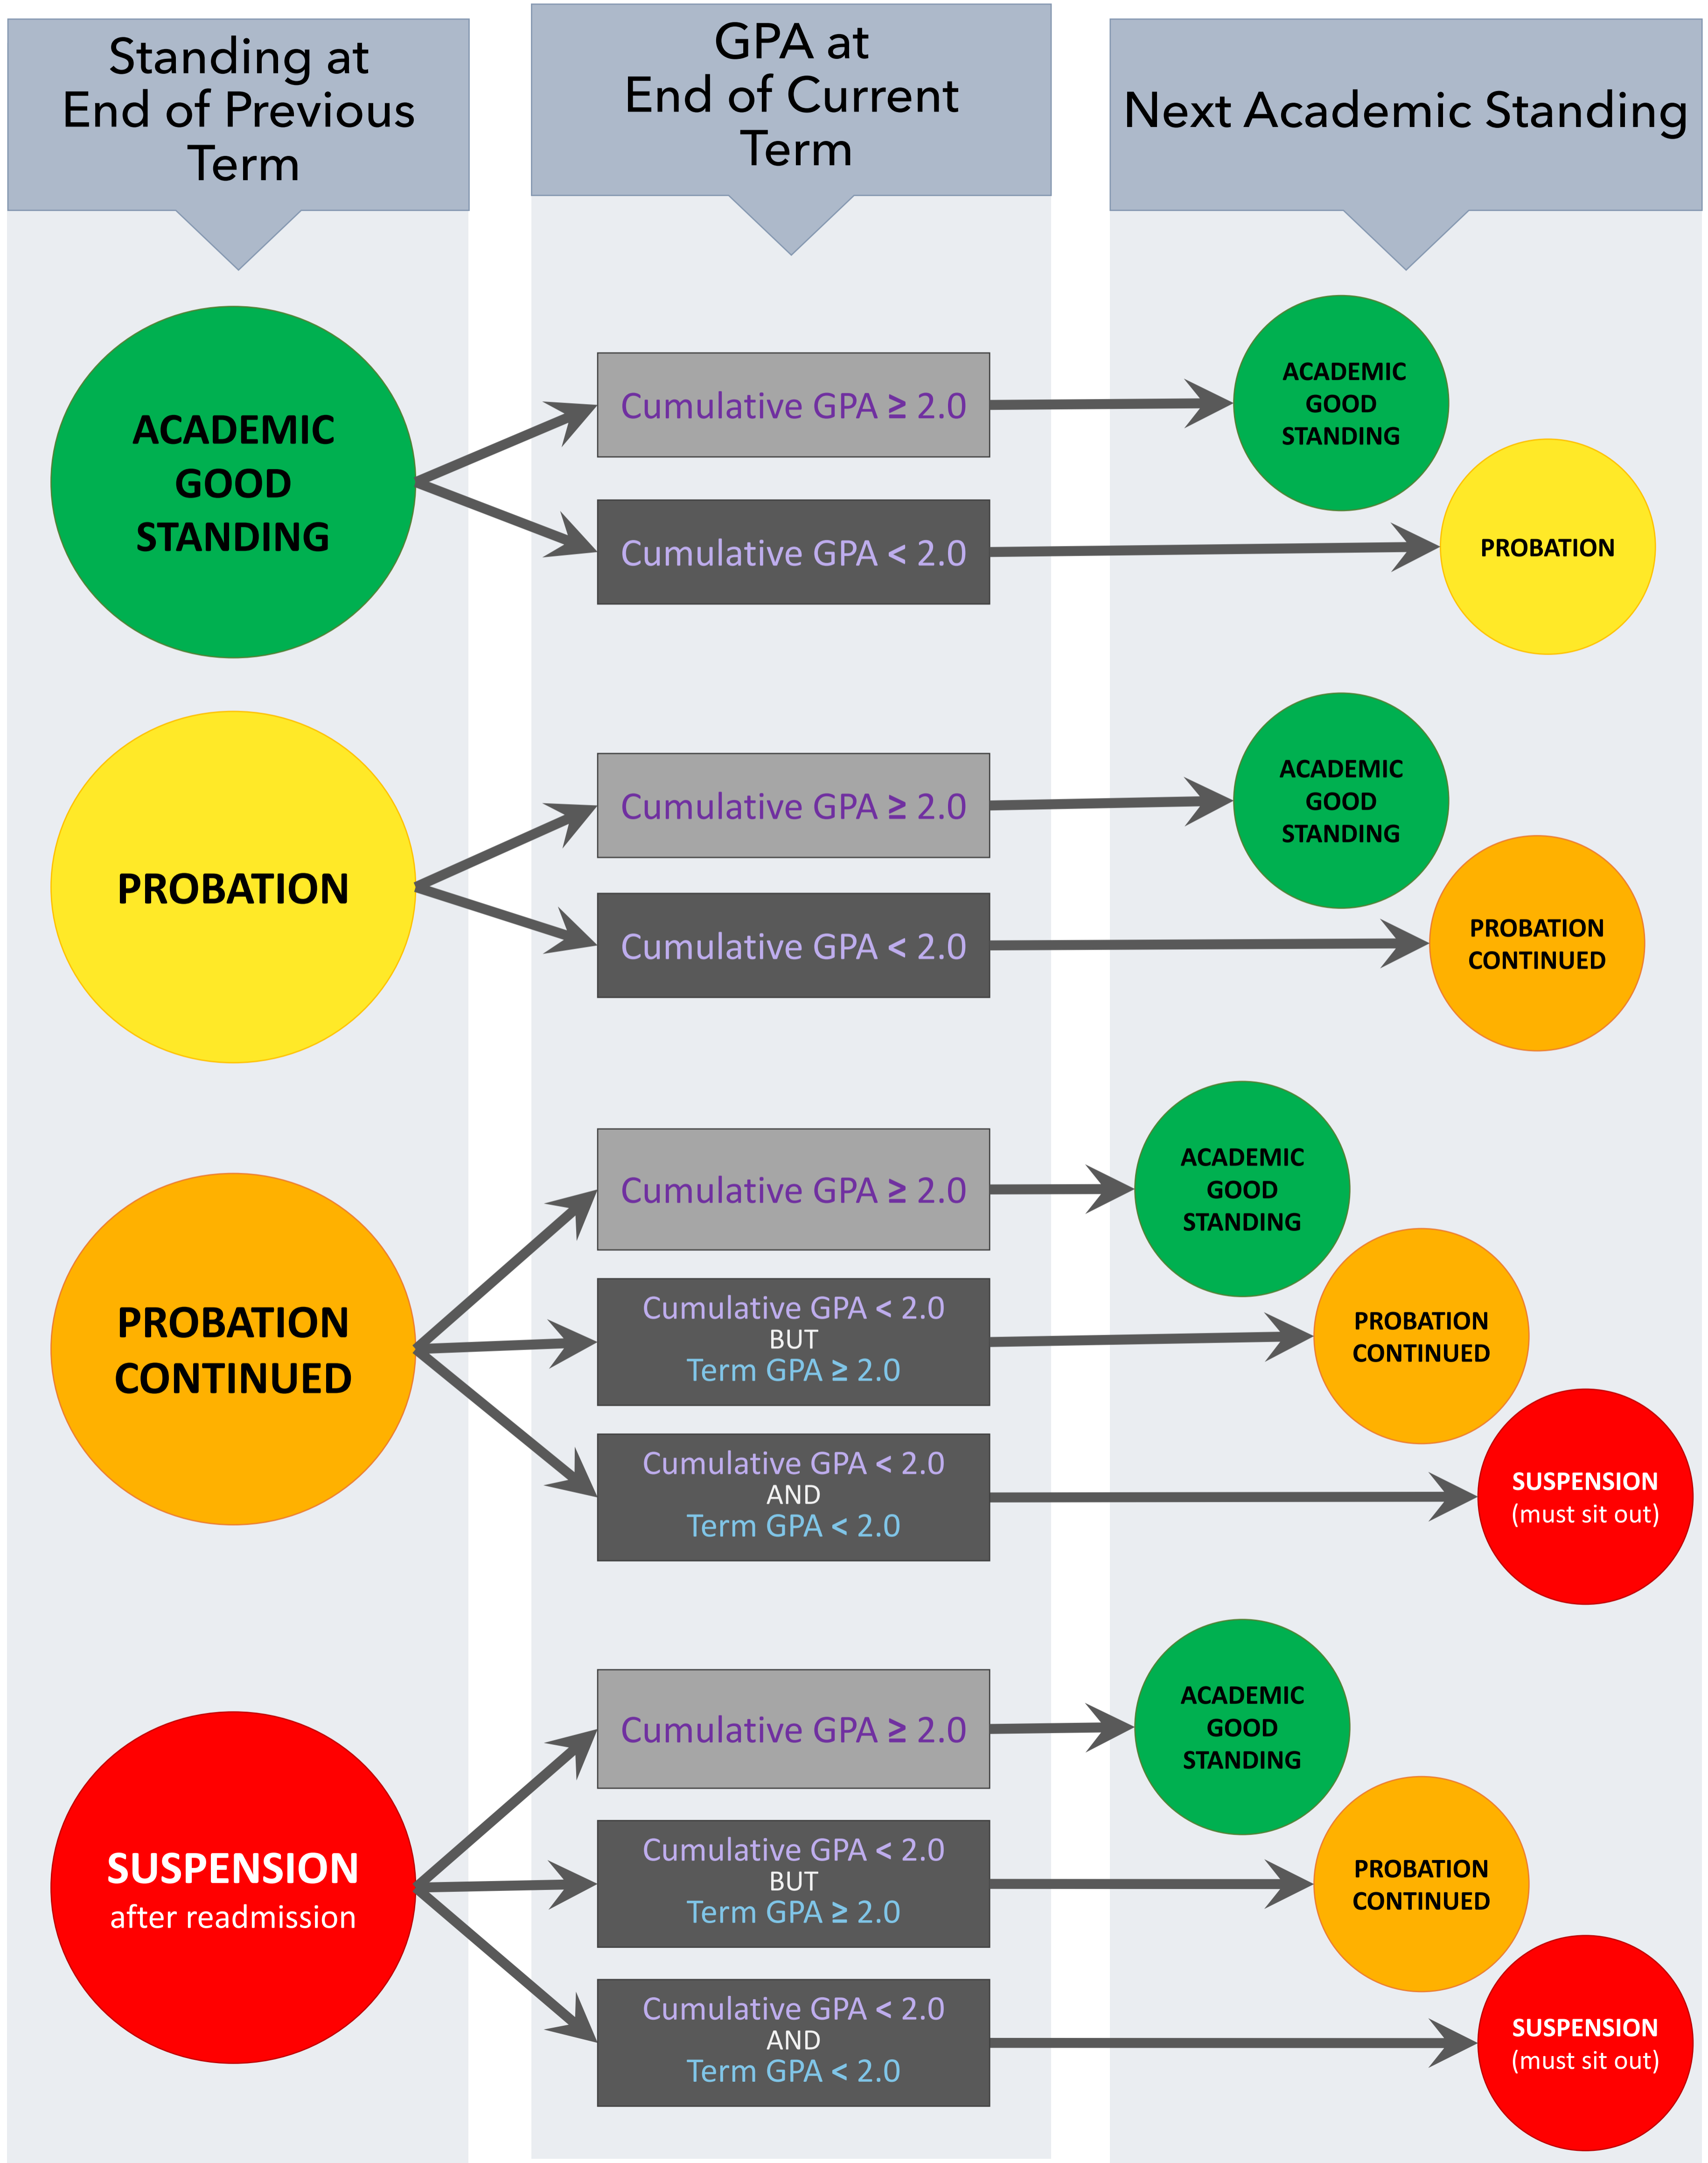 Standing at
End of Previous
Term
GPA at
End of Current
Term
Next Academic Standing
ACADEMIC
GOOD
STANDING
Cumulative GPA ≥ 2.0
ACADEMIC
GOOD
STANDING
Cumulative GPA < 2.0
PROBATION
PROBATION
Cumulative GPA ≥ 2.0
ACADEMIC
GOOD
STANDING
Cumulative GPA < 2.0
PROBATION
CONTINUED
PROBATION
CONTINUED
Cumulative GPA ≥ 2.0
ACADEMIC
GOOD
STANDING
Cumulative GPA < 2.0
BUT
Term GPA ≥ 2.0
PROBATION
CONTINUED
Cumulative GPA < 2.0
AND
Term GPA < 2.0
SUSPENSION
(must sit out)
SUSPENSION
after readmission
Cumulative GPA ≥ 2.0
ACADEMIC
GOOD
STANDING
Cumulative GPA < 2.0
BUT
Term GPA ≥ 2.0
PROBATION
CONTINUED
Cumulative GPA < 2.0
AND
Term GPA < 2.0
SUSPENSION
(must sit out)